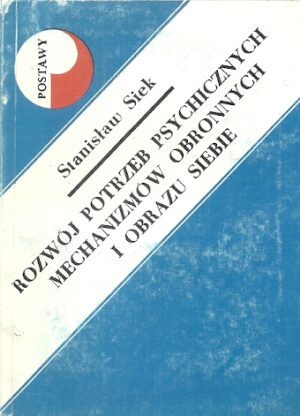 POSTAWY
Stanisław Siek
ROZWÓJ POTRZEB PSYCHICZNYCH
MECHANIZMÓW OBRONNYCH
I OBRAZU SIEBIE